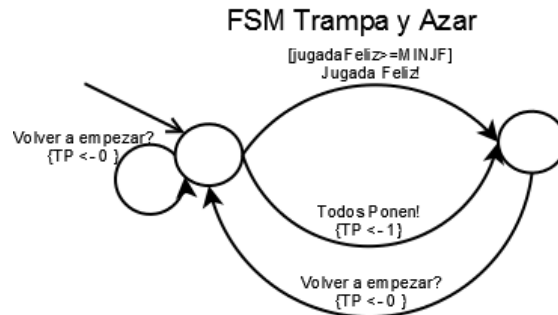 FSM Trampa y Azar
[jugadaFeliz>=MINJF]
Jugada Feliz!
Volver a empezar?
{TP <- 0 }
Todos Ponen!
{TP <- 1}
Volver a empezar?
{TP <-0 }